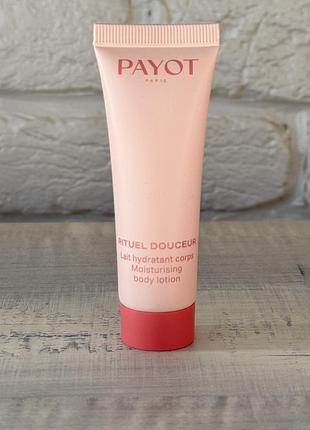 PAYOT
PARIS
RITUEL DOUCEUR
Lait hydratant corps
Moisturising
body lotion